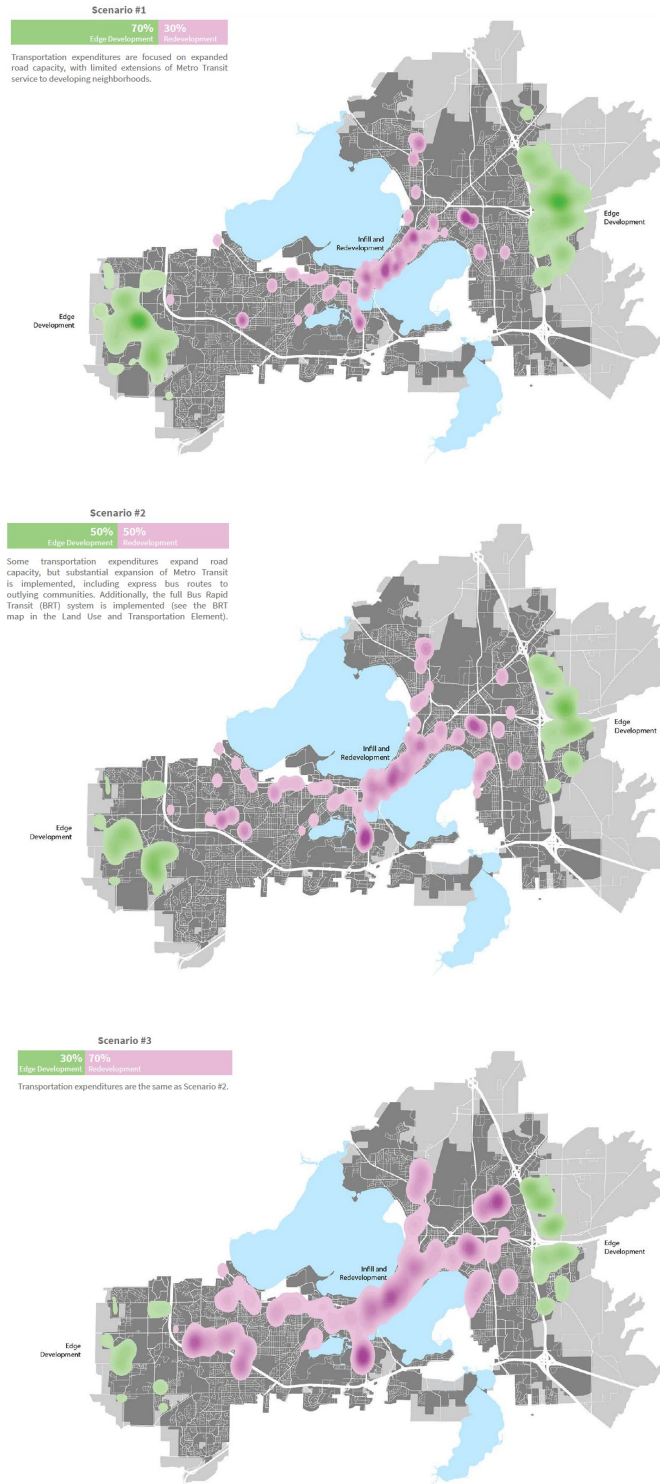 Scenario #1
70% 30%
Edge Development Redevelopment
Transportation expenditures are focused on expanded
road capacity, with limited extensions of Metro Transit
service to developing neighborhoods.
Infill and
Redevelopment
Edge
Development
Edge
Development
Scenario #2
50% 50%
Edge Development Redevelopment
Some transportation expenditures expand road
capacity, but substantial expansion of Metro Transit
is implemented, including express bus routes to
outlying communities. Additionally, the full Bus Rapid
Transit (BRT) system is implemented (see the BRT
map in the Land Use and Transportation Element).
Edge
Development
Infill and
Redevelopment
Edge
Development
Scenario #3
30% 70%
Edge Development Redevelopment
Transportation expenditures are the same as Scenario #2.
Edge
Development
Infill and
Redevelopment
Edge
Development